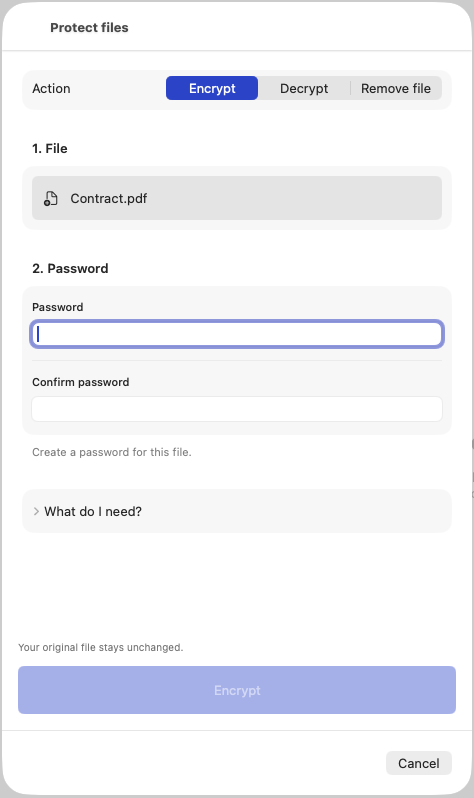 Protect files
Action Encrypt Decrypt Remove file
1. File
Contract.pdf
2. Password
Password
Confirm password
Create a password for this file.
What do I need?
Your original file stays unchanged.
Encrypt
Cancel